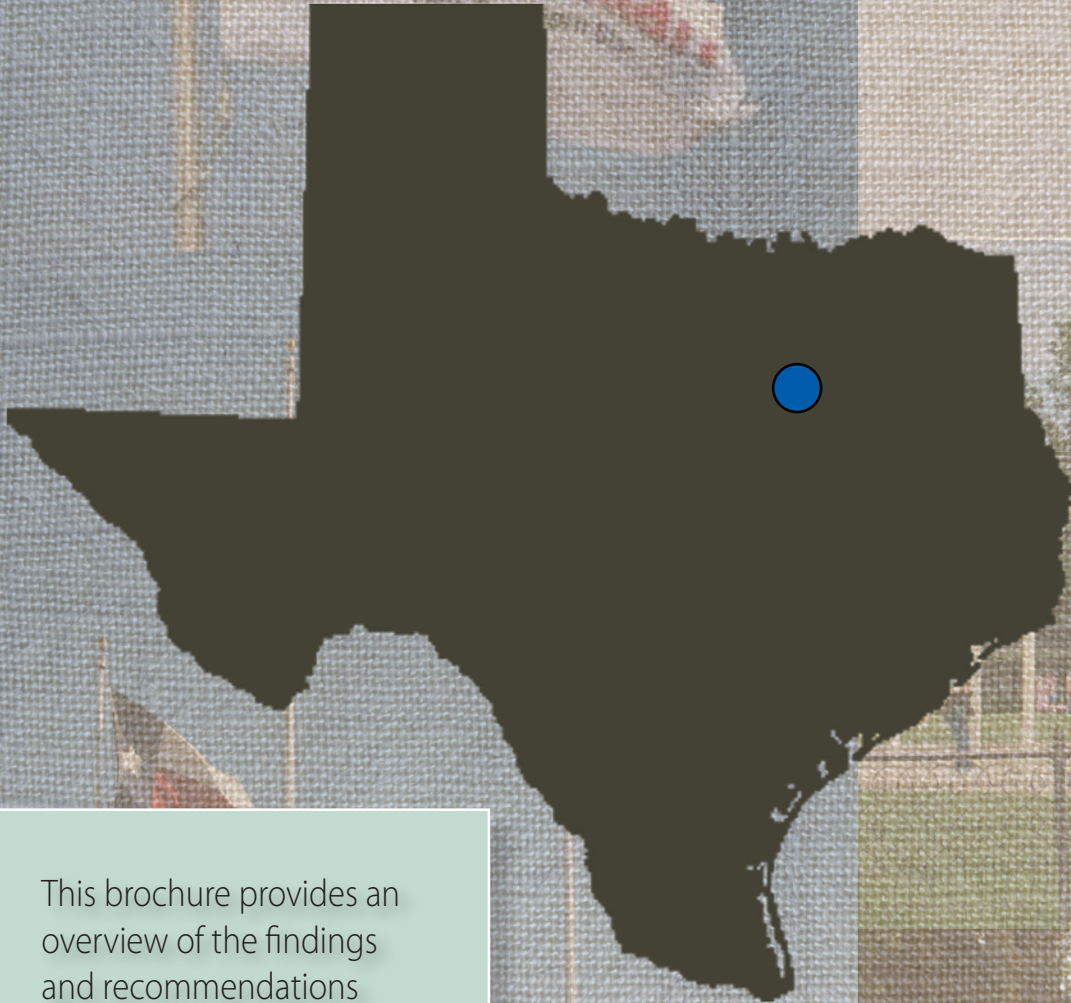 This brochure provides an
overview of the findings
and recommendations